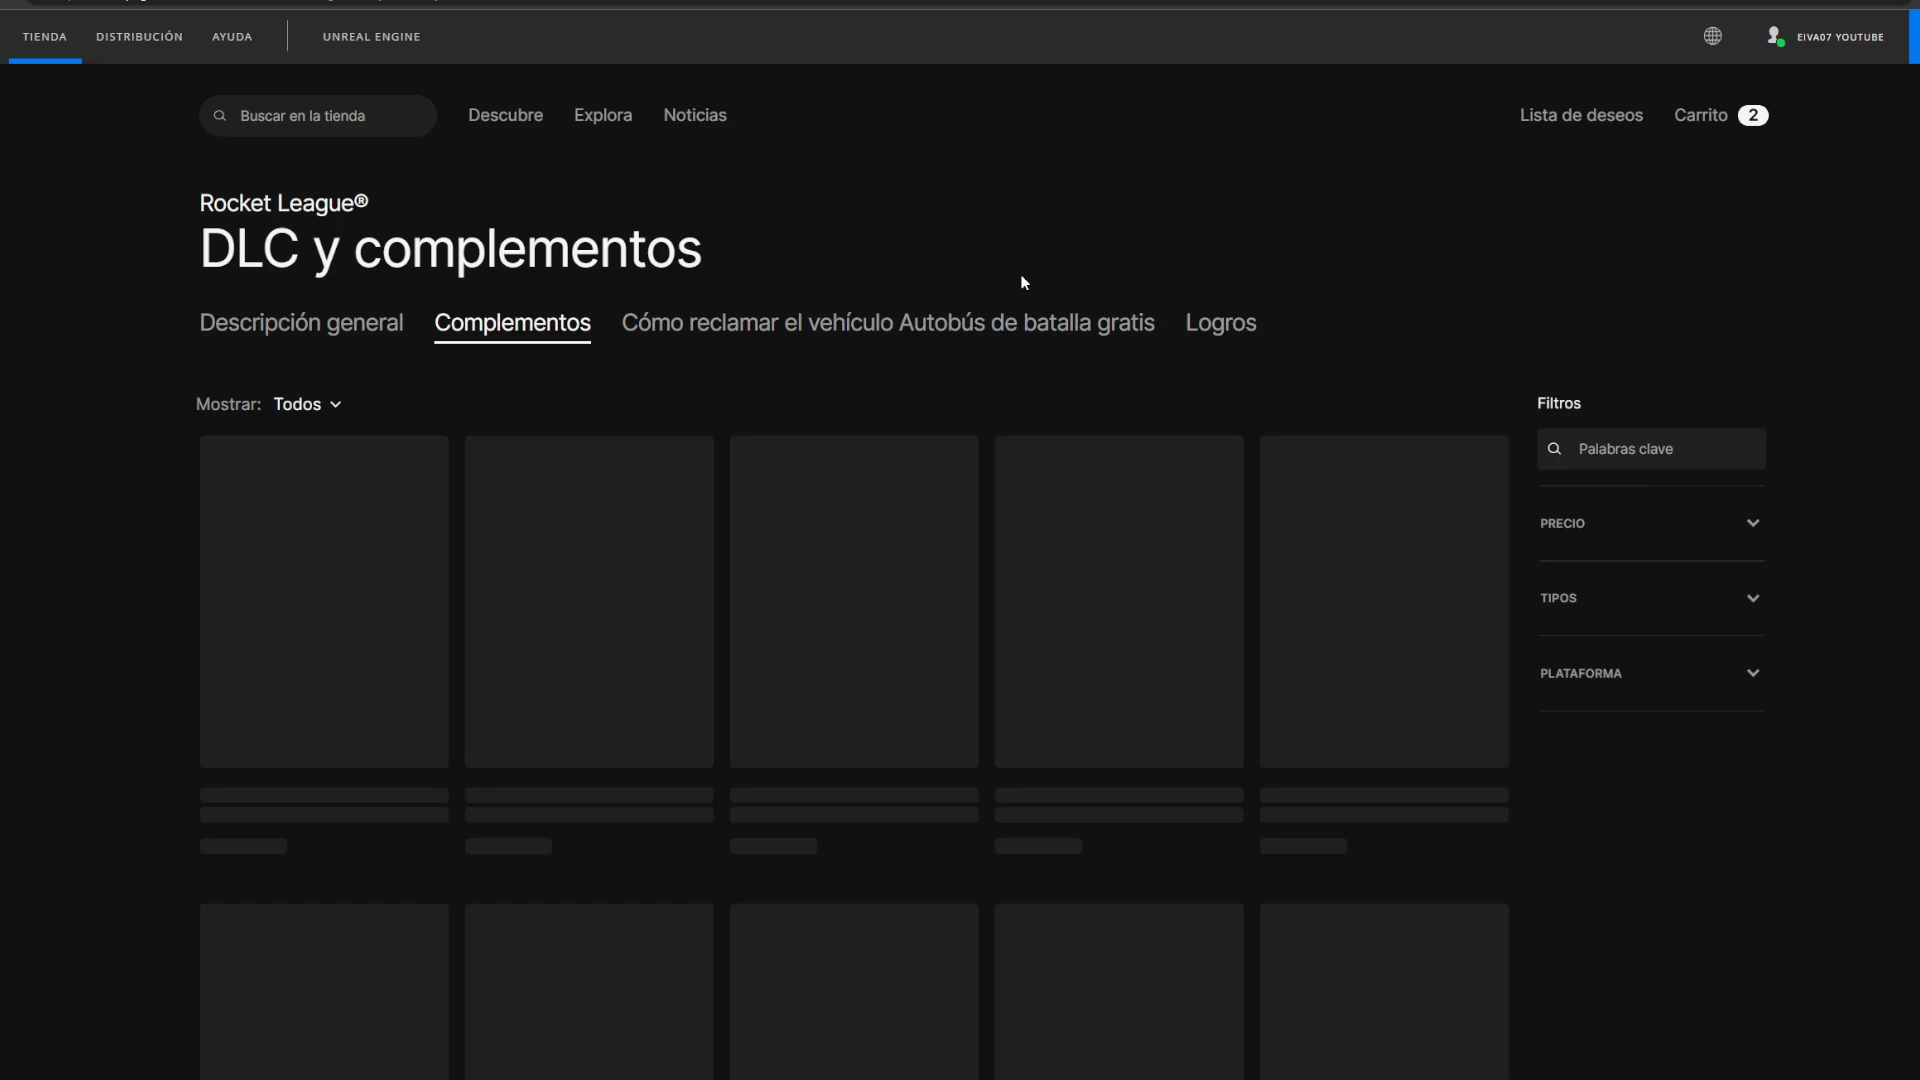 TIENDA DISTRIBUCIÓN AYUDA UNREAL ENGINE EIVA07 YOUTUBE
Buscar en la tienda Descubre Explora Noticias Lista de deseos Carrito 2
Rocket League®
DLC y complementos
Descripción general Complementos Cómo reclamar el vehículo Autobús de batalla gratis Logros
Mostrar: Todos
Filtros
Palabras clave
PRECIO
TIPOS
PLATAFORMA